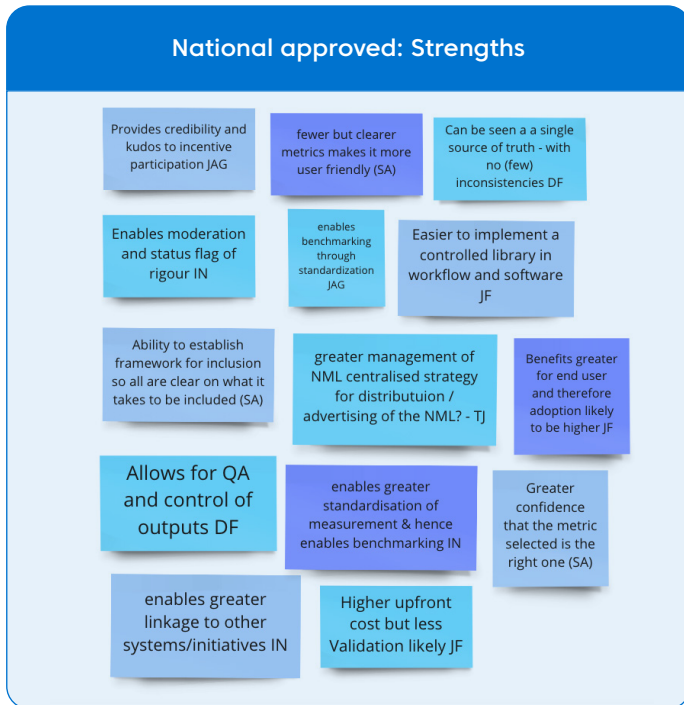 National approved: Strengths
Provides credibility and
kudos to incentive
participation JAG
fewer but clearer
metrics makes it more
user friendly (SA)
Can be seen a a single
source of truth - with
no (few)
inconsistencies DF
Enables moderation
and status flag of
rigour IN
enables
benchmarking
through
standardization
JAG
Easier to implement a
controlled library in
workflow and software
JF
Ability to establish
framework for inclusion
so all are clear on what it
takes to be included (SA)
greater management of
NML centralised strategy
for distributuion /
advertising of the NML? - TJ
Benefits greater
for end user
and therefore
adoption likely
to be higher JF
Allows for QA
and control of
outputs DF
enables greater
standardisation of
measurement & hence
enables benchmarking IN
Greater
confidence
that the metric
selected is the
right one (SA)
enables greater
linkage to other
systems/initiatives IN
Higher upfront
cost but less
Validation likely JF